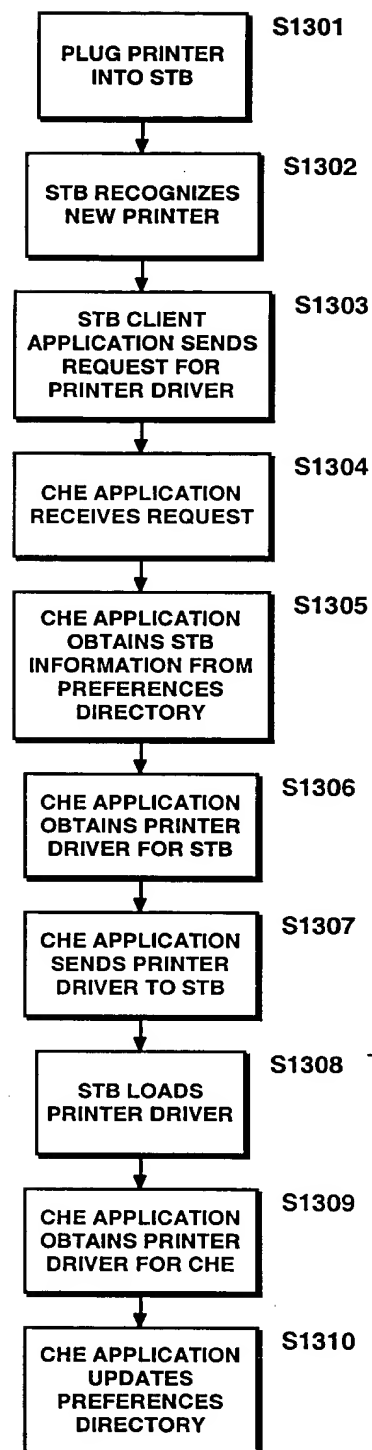 S1301
PLUG PRINTER
INTO STB
S1302
STB RECOGNIZES
NEW PRINTER
S1303
STB CLIENT
APPLICATION SENDS
REQUEST FOR
PRINTER DRIVER
S1304
CHE APPLICATION
RECEIVES REQUEST
S1305
CHE APPLICATION
OBTAINS STB
INFORMATION FROM
PREFERENCES
DIRECTORY
S1306
CHE APPLICATION
OBTAINS PRINTER
DRIVER FOR STB
S1307
CHE APPLICATION
SENDS PRINTER
DRIVER TO STB
S1308
STB LOADS
PRINTER DRIVER
S1309
CHE APPLICATION
OBTAINS PRINTER
DRIVER FOR CHE
S1310
CHE APPLICATION
UPDATES
PREFERENCES
DIRECTORY